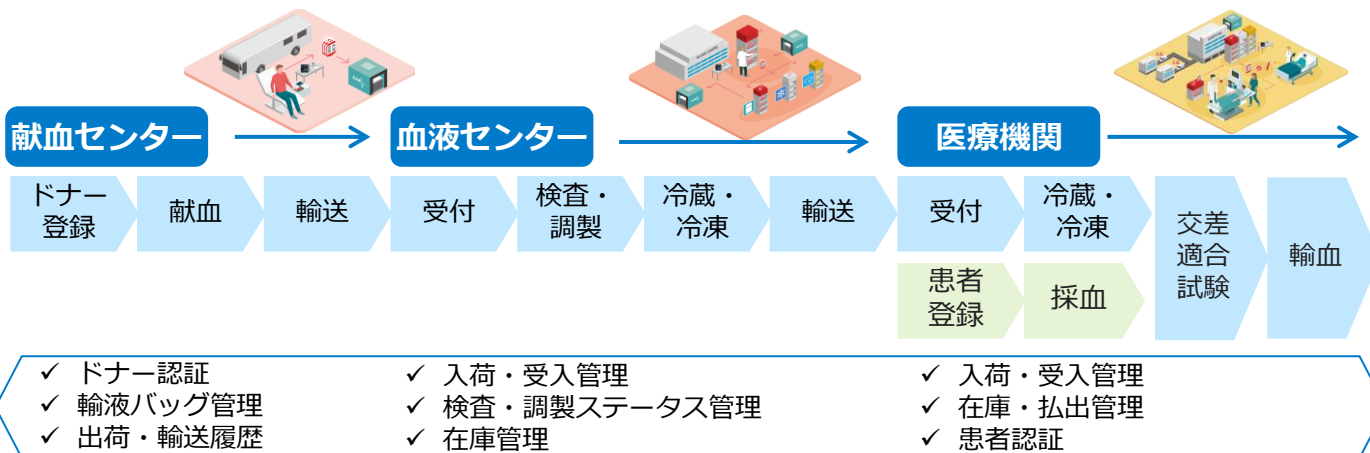 献血センター
血液センター
医療機関
ドナー
登録
献血
輸送
受付
検査・
調製
冷蔵・
冷凍
輸送
受付
冷蔵・
冷凍
交差
適合
試験
輸血
患者
登録
採血
✓ ドナー認証
✓ 輸液バッグ管理
✓ 出荷・輸送履歴
✓ 入荷・受入管理
✓ 検査・調製ステータス管理
✓ 在庫管理
✓ 入荷・受入管理
✓ 在庫・払出管理
✓ 患者認証